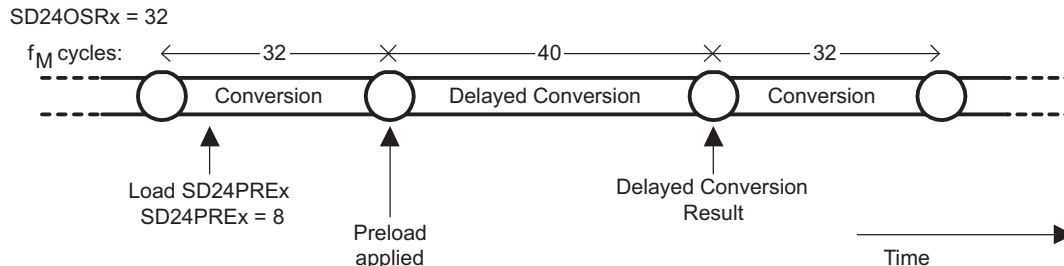 SD24OSRx = 32
fM cycles:
32
40
32
Conversion
Delayed Conversion
Conversion
Load SD24PREx
SD24PREx = 8
Preload
applied
Delayed Conversion
Result
Time